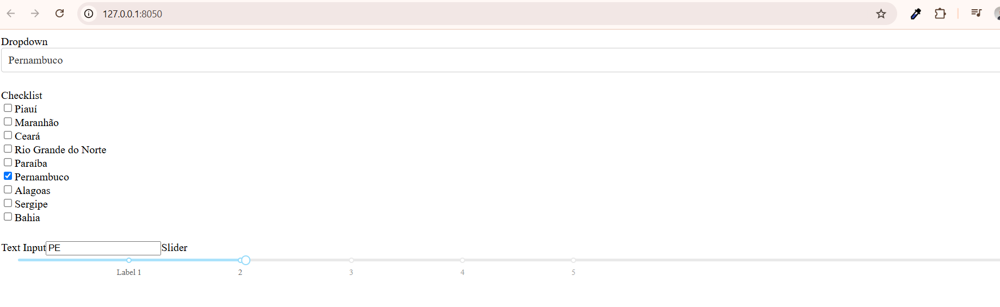 127.0.0.1:8050
Dropdown
Pernambuco
Checklist
Piauí
Maranhão
Ceará
Rio Grande do Norte
Paraíba
Pernambuco
Alagoas
Sergipe
Bahia
Text Input PE Slider
Label 1 2 3 4 5